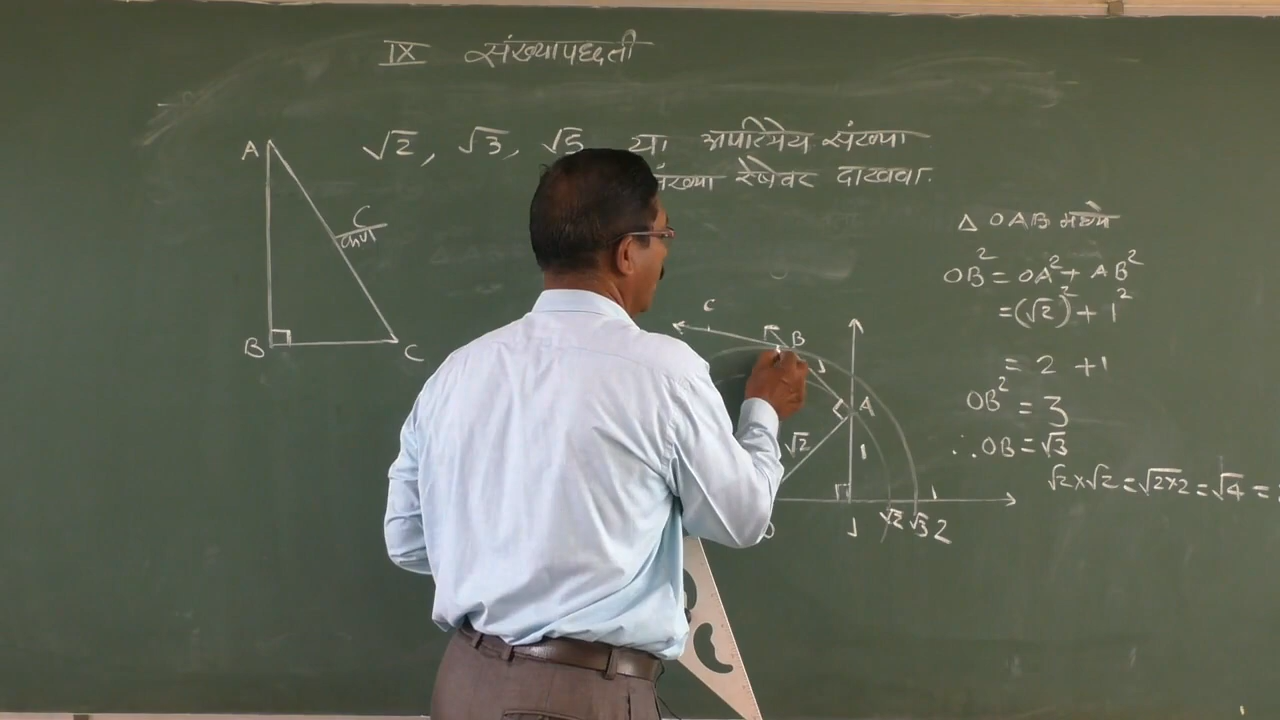 IX संख्यापद्धती
√2, √3, √5 या अपरिमेय संख्या
संख्या रेषेवर दाखवा.
A
C
कर्ण
B
C
△ OAB मध्ये
OB² = OA² + AB²
= (√2)² + 1²
= 2 + 1
OB² = 3
∴ OB = √3
√2 × √2 = √2×2 = √4 =
C
B
1
A
√2
1
O
1 √2 √3 2